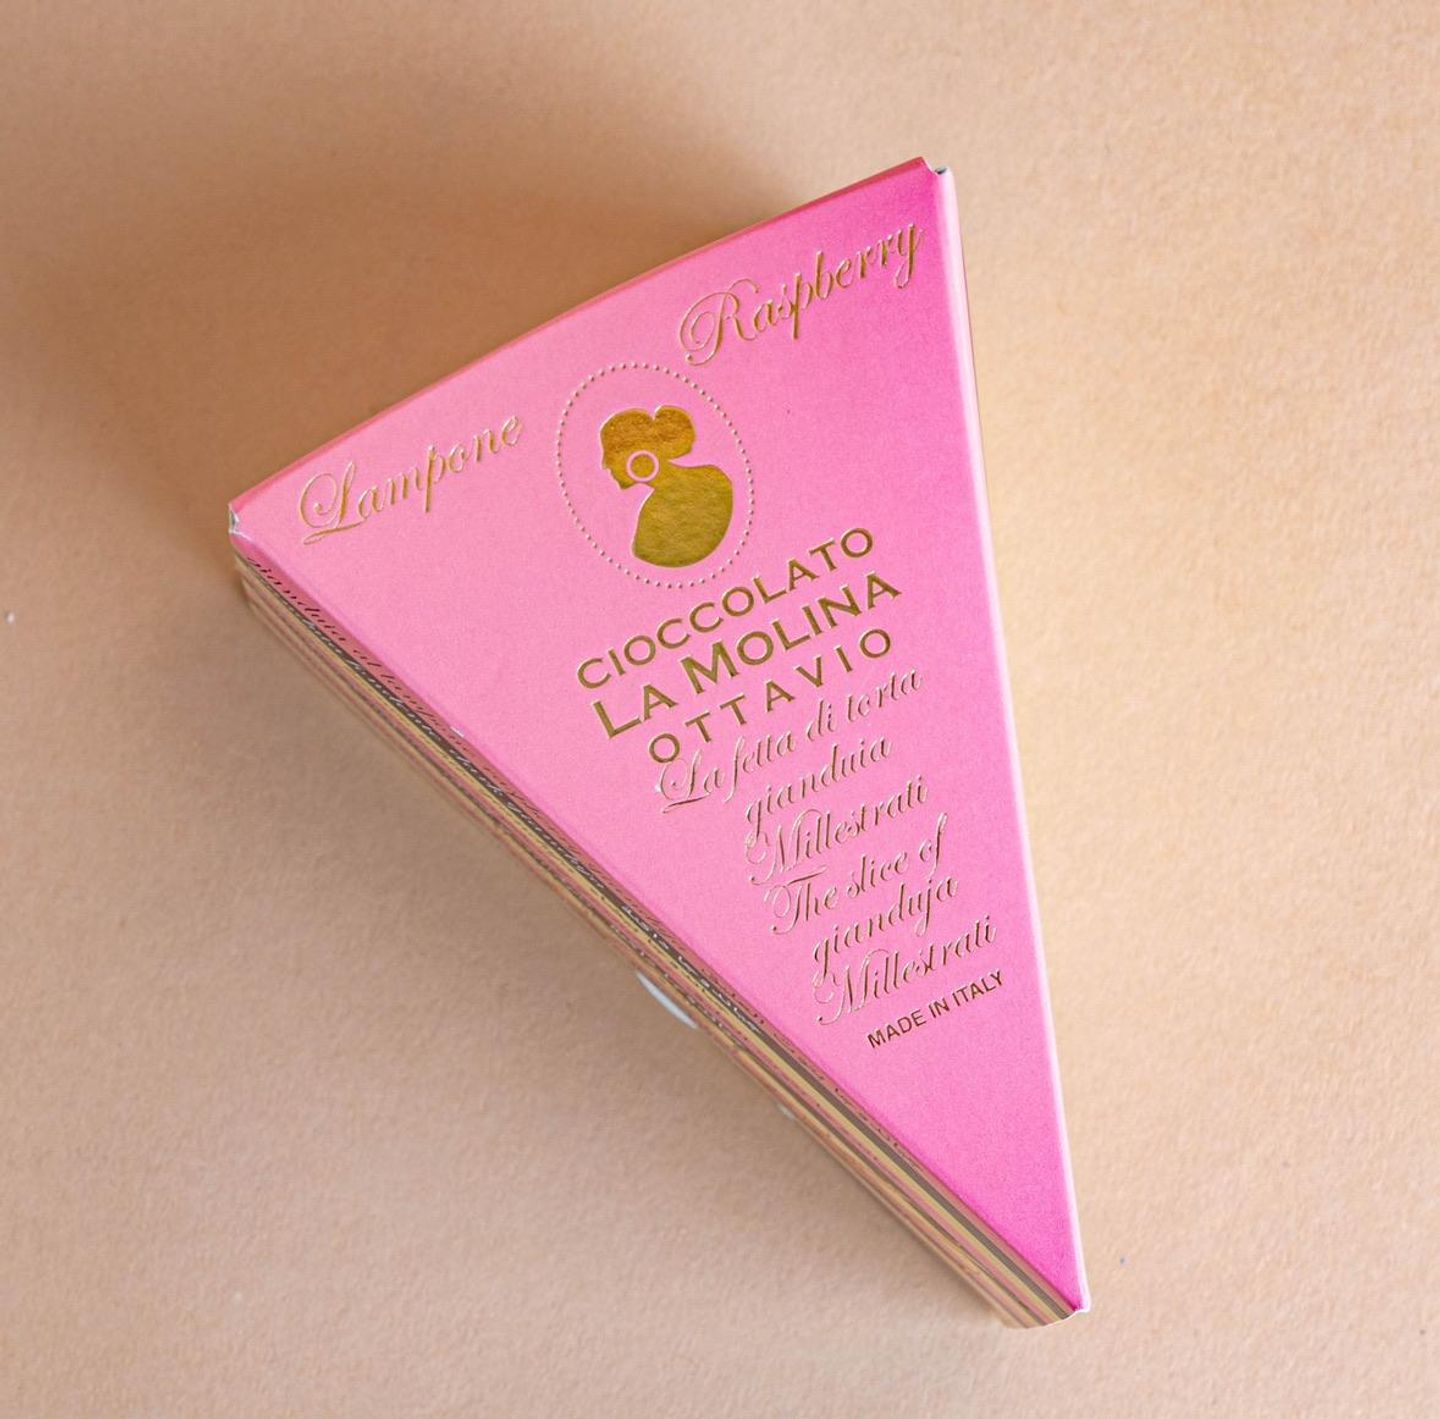 Lampone
Raspberry
CIOCCOLATO
LA MOLINA
OTTAVIO
La fetta di torta
gianduia
Millestrati
The slice of
gianduja
Millestrati
MADE IN ITALY